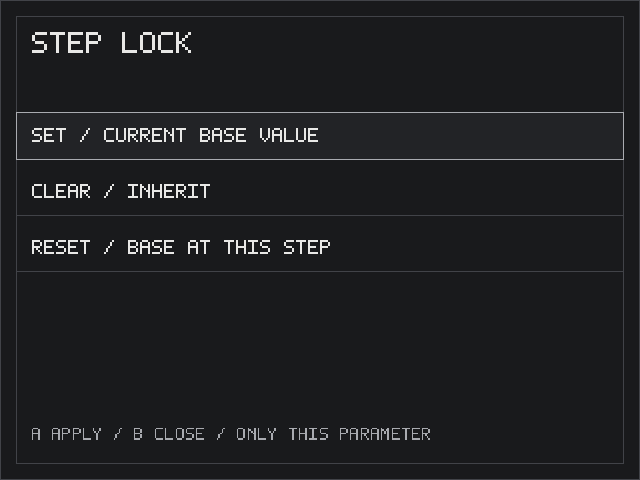 STEP LOCK
SET / CURRENT BASE VALUE
CLEAR / INHERIT
RESET / BASE AT THIS STEP
A APPLY / B CLOSE / ONLY THIS PARAMETER